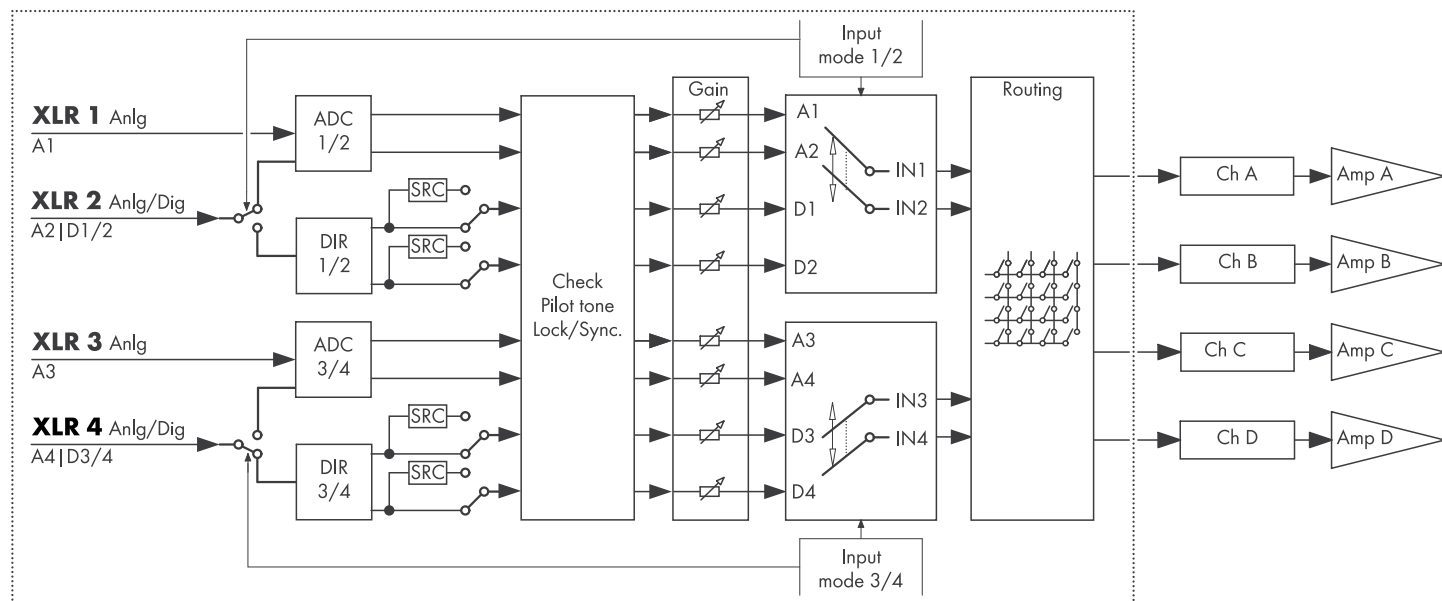 Input
mode 1/2
XLR 1 Anlg
A1
ADC
1/2
XLR 2 Anlg/Dig
A2|D1/2
SRC
DIR
1/2
SRC
XLR 3 Anlg
A3
ADC
3/4
XLR 4 Anlg/Dig
A4|D3/4
SRC
DIR
3/4
SRC
Check
Pilot tone
Lock/Sync.
Gain
A1
A2
D1
D2
IN1
IN2
A3
A4
D3
D4
IN3
IN4
Input
mode 3/4
Routing
Ch A
Amp A
Ch B
Amp B
Ch C
Amp C
Ch D
Amp D